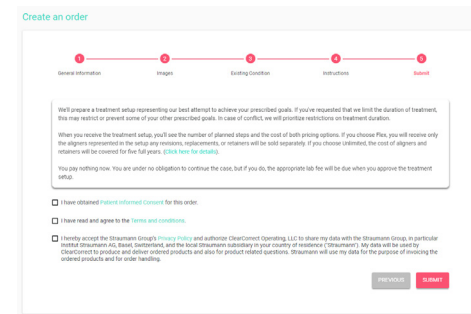 Create an order
1 2 3 4 5
General Information Images Existing Condition Instructions Submit
We'll prepare a treatment setup representing our best attempt to achieve your prescribed goals. If you've requested that we limit the duration of treatment,
this may restrict or prevent some of your other prescribed goals. In case of conflict, we will prioritize restrictions on treatment duration.
When you receive the treatment setup, you'll see the number of planned steps and the cost of both pricing options. If you choose Flex, you will receive only
the aligners represented in the setup any revisions, replacements, or retainers will be sold separately. If you choose Unlimited, the cost of aligners and
retainers will be covered for five full years. (Click here for details).
You pay nothing now. You are under no obligation to continue the case, but if you do, the appropriate lab fee will be due when you approve the treatment
setup.
I have obtained Patient Informed Consent for this order.
I have read and agree to the Terms and conditions.
I hereby accept the Straumann Group's Privacy Policy and authorize ClearCorrect Operating, LLC to share my data with the Straumann Group, in particular
Institut Straumann AG, Basel, Switzerland, and the local Straumann subsidiary in your country of residence ('Straumann'). My data will be used by
ClearCorrect to produce and deliver ordered products and also for product related questions. Straumann will use my data for the purpose of invoicing the
ordered products and for order handling.
PREVIOUS SUBMIT